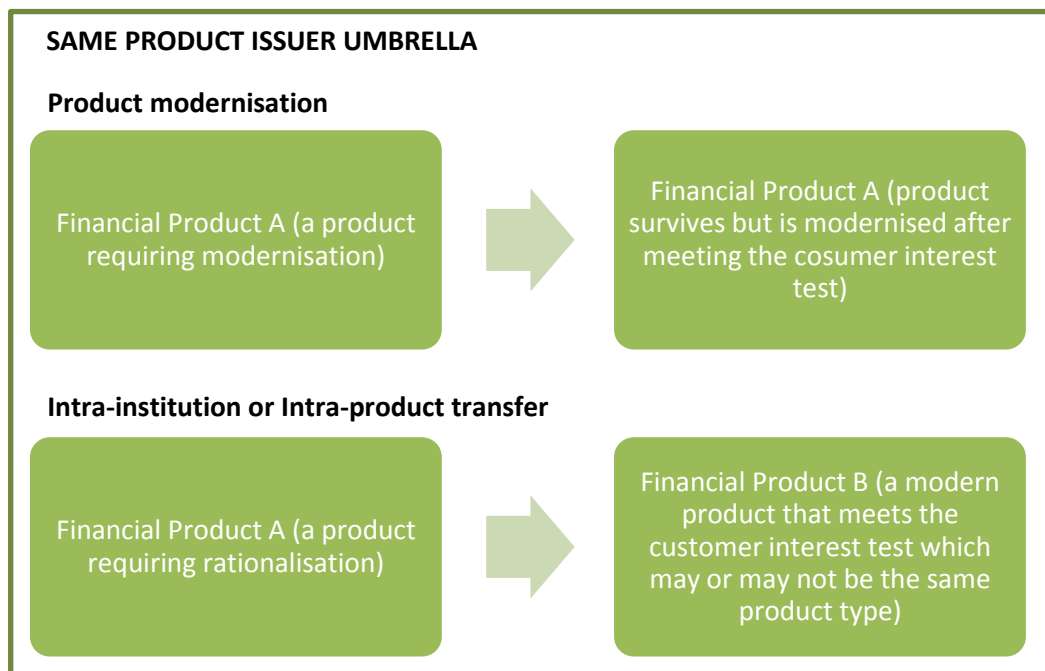 SAME PRODUCT ISSUER UMBRELLA
Product modernisation
Financial Product A (a product
requiring modernisation)
Financial Product A (product
survives but is modernised after
meeting the cosumer interest
test)
Intra-institution or Intra-product transfer
Financial Product A (a product
requiring rationalisation)
Financial Product B (a modern
product that meets the
customer interest test which
may or may not be the same
product type)